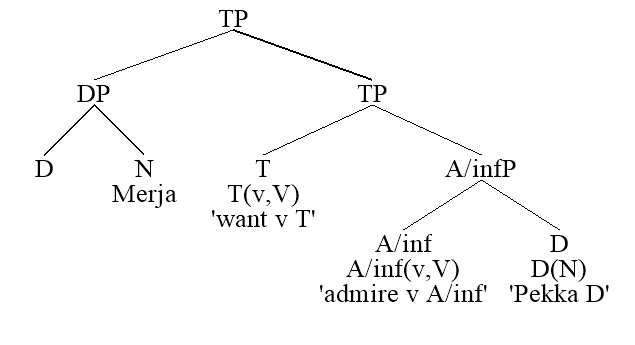 TP
DP TP
D N T A/infP
Merja T(v,V)
'want v T'
A/inf D
A/inf(v,V) D(N)
'admire v A/inf' 'Pekka D'